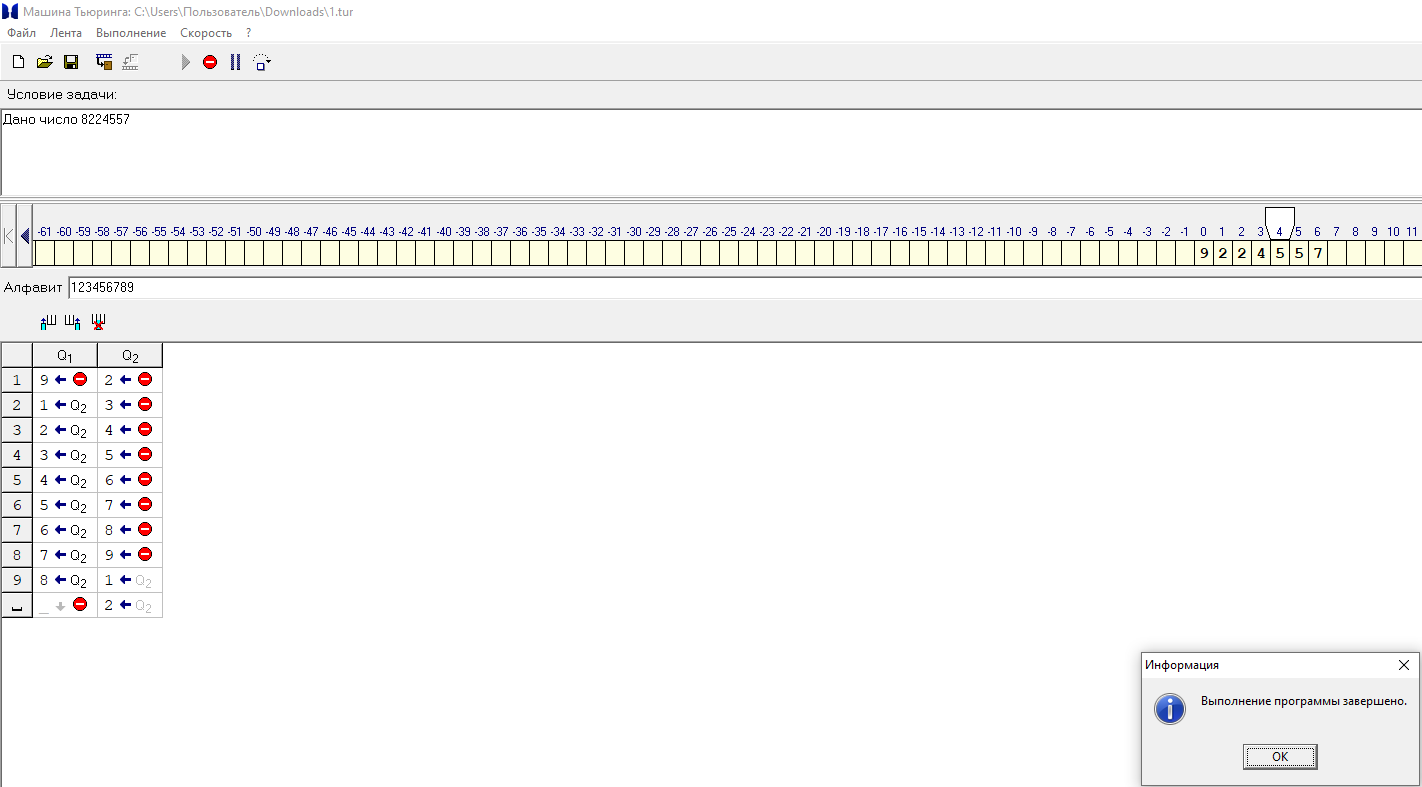 Машина Тьюринга: C:\Users\Пользователь\Downloads\1.tur
Файл Лента Выполнение Скорость ?
Условие задачи:
Дано число 8224557
-61 -60 -59 -58 -57 -56 -55 -54 -53 -52 -51 -50 -49 -48 -47 -46 -45 -44 -43 -42 -41 -40 -39 -38 -37 -36 -35 -34 -33 -32 -31 -30 -29 -28 -27 -26 -25 -24 -23 -22 -21 -20 -19 -18 -17 -16 -15 -14 -13 -12 -11 -10 -9 -8 -7 -6 -5 -4 -3 -2 -1 0 1 2 3 4 5 6 7 8 9 10 11
9 2 2 4 5 5 7
Алфавит 123456789
Q1 Q2
1 9 ← 2 ←
2 1 ← Q2 3 ←
3 2 ← Q2 4 ←
4 3 ← Q2 5 ←
5 4 ← Q2 6 ←
6 5 ← Q2 7 ←
7 6 ← Q2 8 ←
8 7 ← Q2 9 ←
9 8 ← Q2 1 ← Q2
_ ↓ 2 ← Q2
Информация
Выполнение программы завершено.
OK